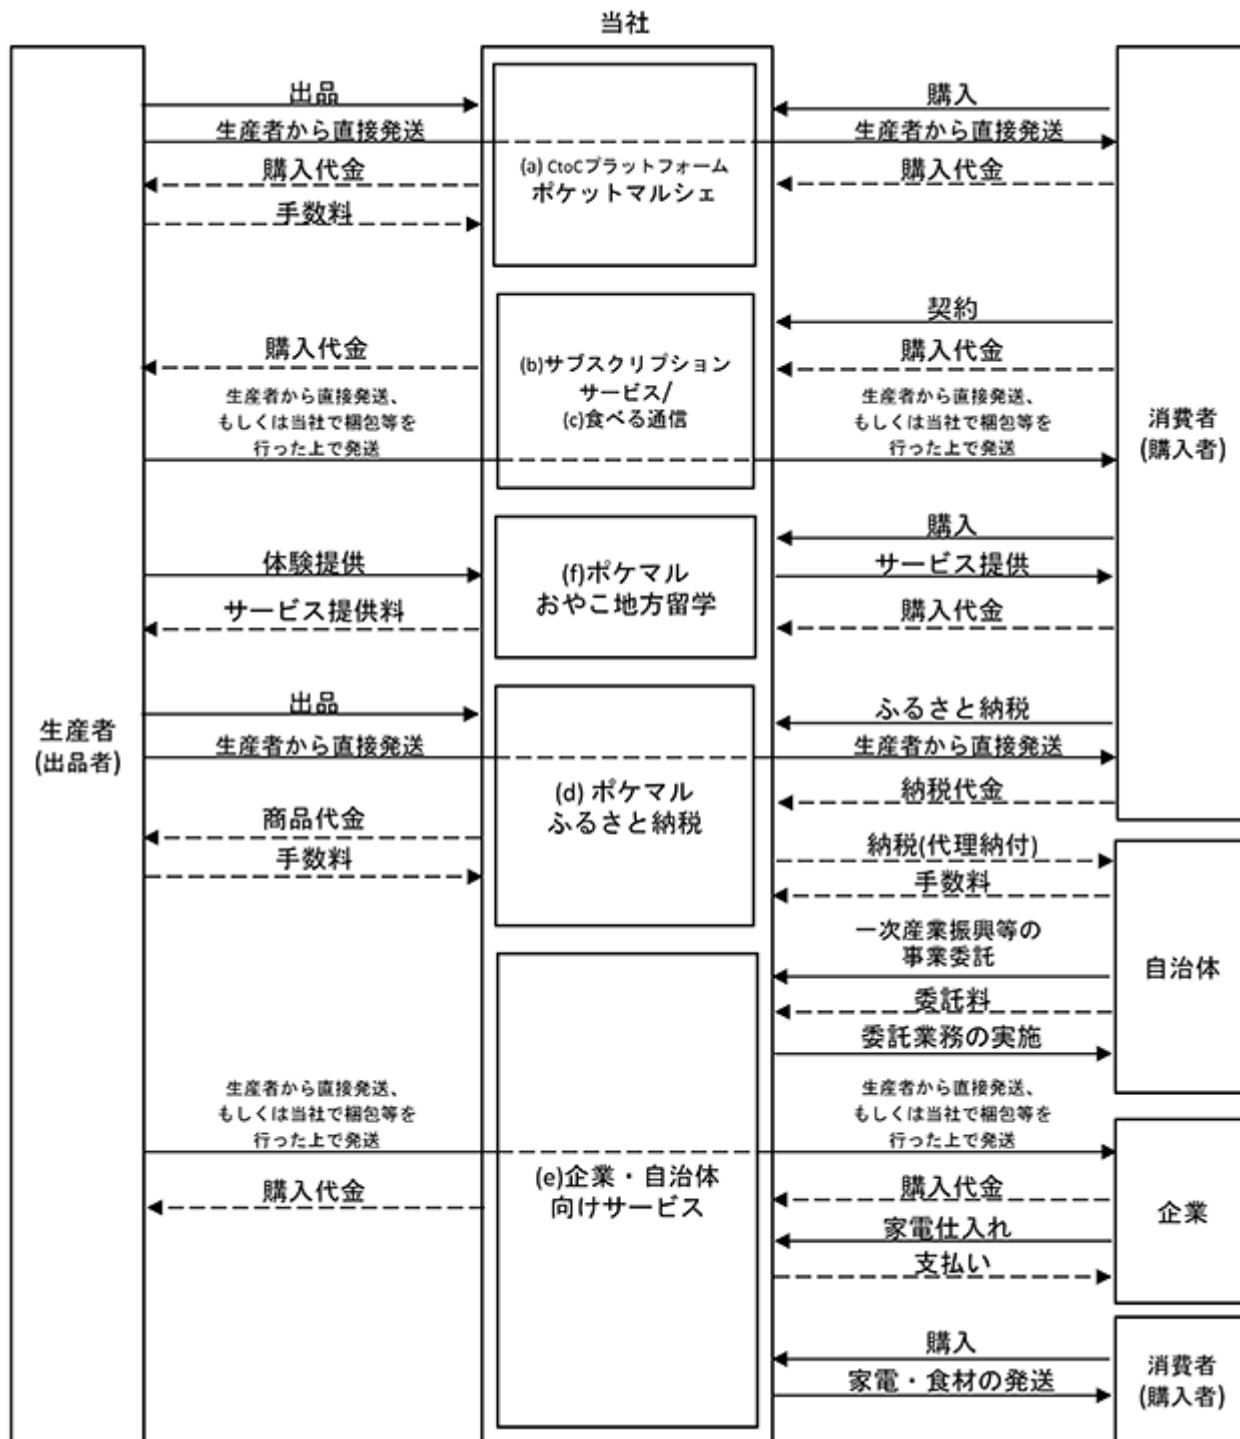 当社
生産者
(出品者)
出品
生産者から直接発送
購入代金
手数料
(a) CtoCプラットフォーム
ポケットマルシェ
購入
生産者から直接発送
購入代金
購入代金
生産者から直接発送、
もしくは当社で梱包等を
行った上で発送
(b)サブスクリプション
サービス/
(c)食べる通信
契約
購入代金
生産者から直接発送、
もしくは当社で梱包等を
行った上で発送
消費者
(購入者)
体験提供
サービス提供料
(f)ポケマル
おやこ地方留学
購入
サービス提供
購入代金
出品
生産者から直接発送
商品代金
手数料
(d) ポケマル
ふるさと納税
ふるさと納税
生産者から直接発送
納税代金
納税(代理納付)
手数料
一次産業振興等の
事業委託
委託料
委託業務の実施
自治体
生産者から直接発送、
もしくは当社で梱包等を
行った上で発送
購入代金
(e)企業・自治体
向けサービス
生産者から直接発送、
もしくは当社で梱包等を
行った上で発送
購入代金
家電仕入れ
支払い
企業
購入
家電・食材の発送
消費者
(購入者)